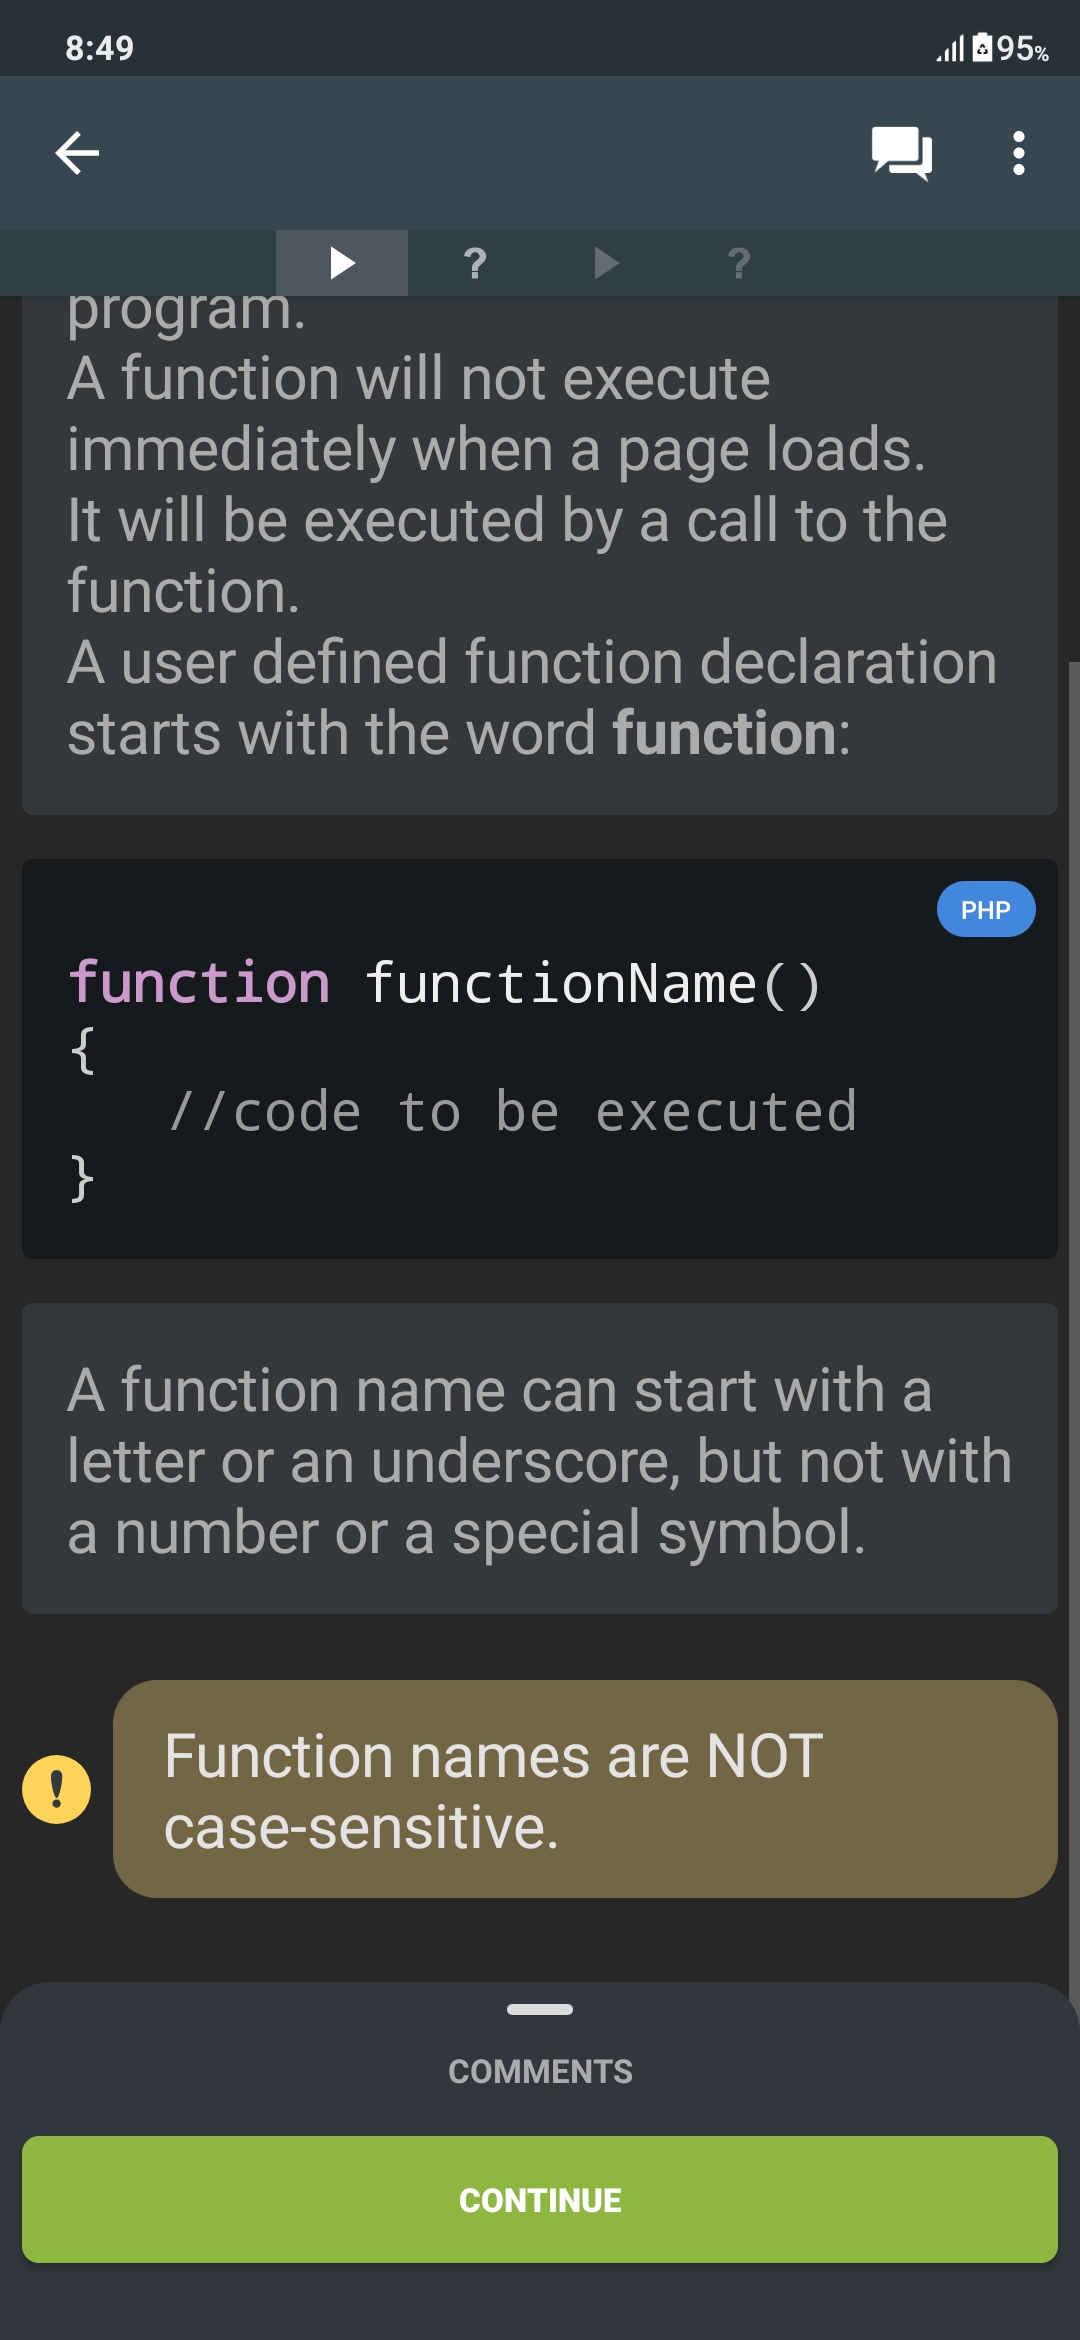 8:49
95%
?
?
program.
A function will not execute
immediately when a page loads.
It will be executed by a call to the
function.
A user defined function declaration
starts with the word function:
PHP
function functionName()
{
//code to be executed
}
A function name can start with a
letter or an underscore, but not with
a number or a special symbol.
!
Function names are NOT
case-sensitive.
COMMENTS
CONTINUE